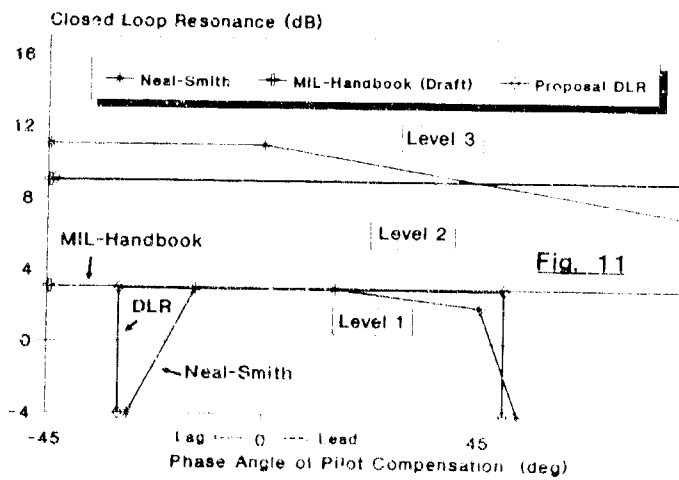 Closed Loop Resonance (dB)
16
Neal-Smith MIL-Handbook (Draft) Proposal DLR
12
Level 3
8
MIL-Handbook
Level 2
Fig. 11
4
DLR
Level 1
0
Neal-Smith
-4
-45 Lag 0 Lead 45
Phase Angle of Pilot Compensation (deg)